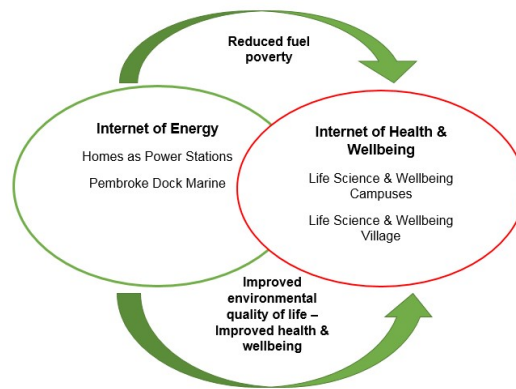 Reduced fuel
poverty
Internet of Energy
Homes as Power Stations
Pembroke Dock Marine
Internet of Health &
Wellbeing
Life Science & Wellbeing
Campuses
Life Science & Wellbeing
Village
Improved
environmental
quality of life –
Improved health &
wellbeing